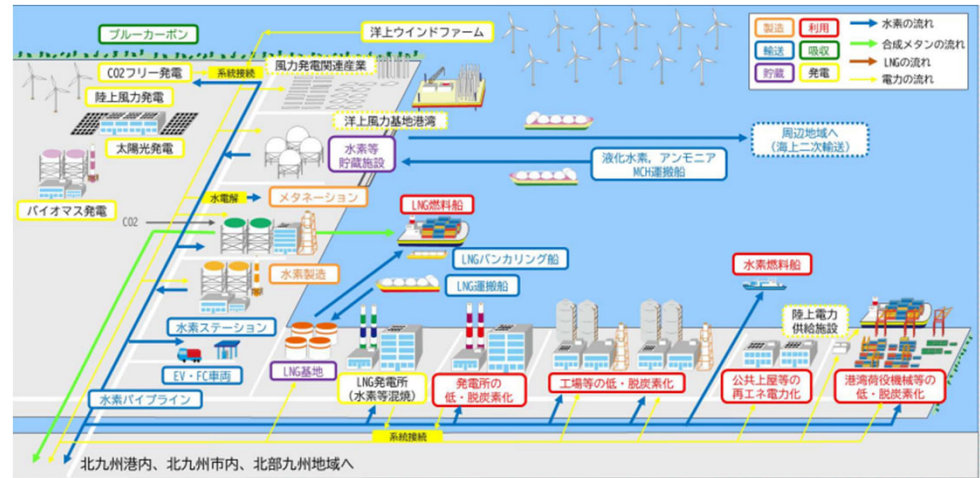 ブルーカーボン
洋上ウインドファーム
製造
利用
輸送
吸収
貯蔵
発電
水素の流れ
合成メタンの流れ
LNGの流れ
電力の流れ
CO2フリー発電
系統接続
風力発電関連産業
陸上風力発電
洋上風力基地港湾
太陽光発電
水素等
貯蔵施設
周辺地域へ
(海上二次輸送)
液化水素，アンモニア
MCH運搬船
バイオマス発電
水電解
メタネーション
CO2
LNG燃料船
LNGバンカリング船
水素燃料船
水素製造
LNG運搬船
水素ステーション
陸上電力
供給施設
EV・FC車両
LNG基地
LNG発電所
(水素等混焼)
発電所の
低・脱炭素化
工場等の低・脱炭素化
公共上屋等の
再エネ電力化
港湾荷役機械等の
低・脱炭素化
水素パイプライン
系統接続
北九州港内、北九州市内、北部九州地域へ